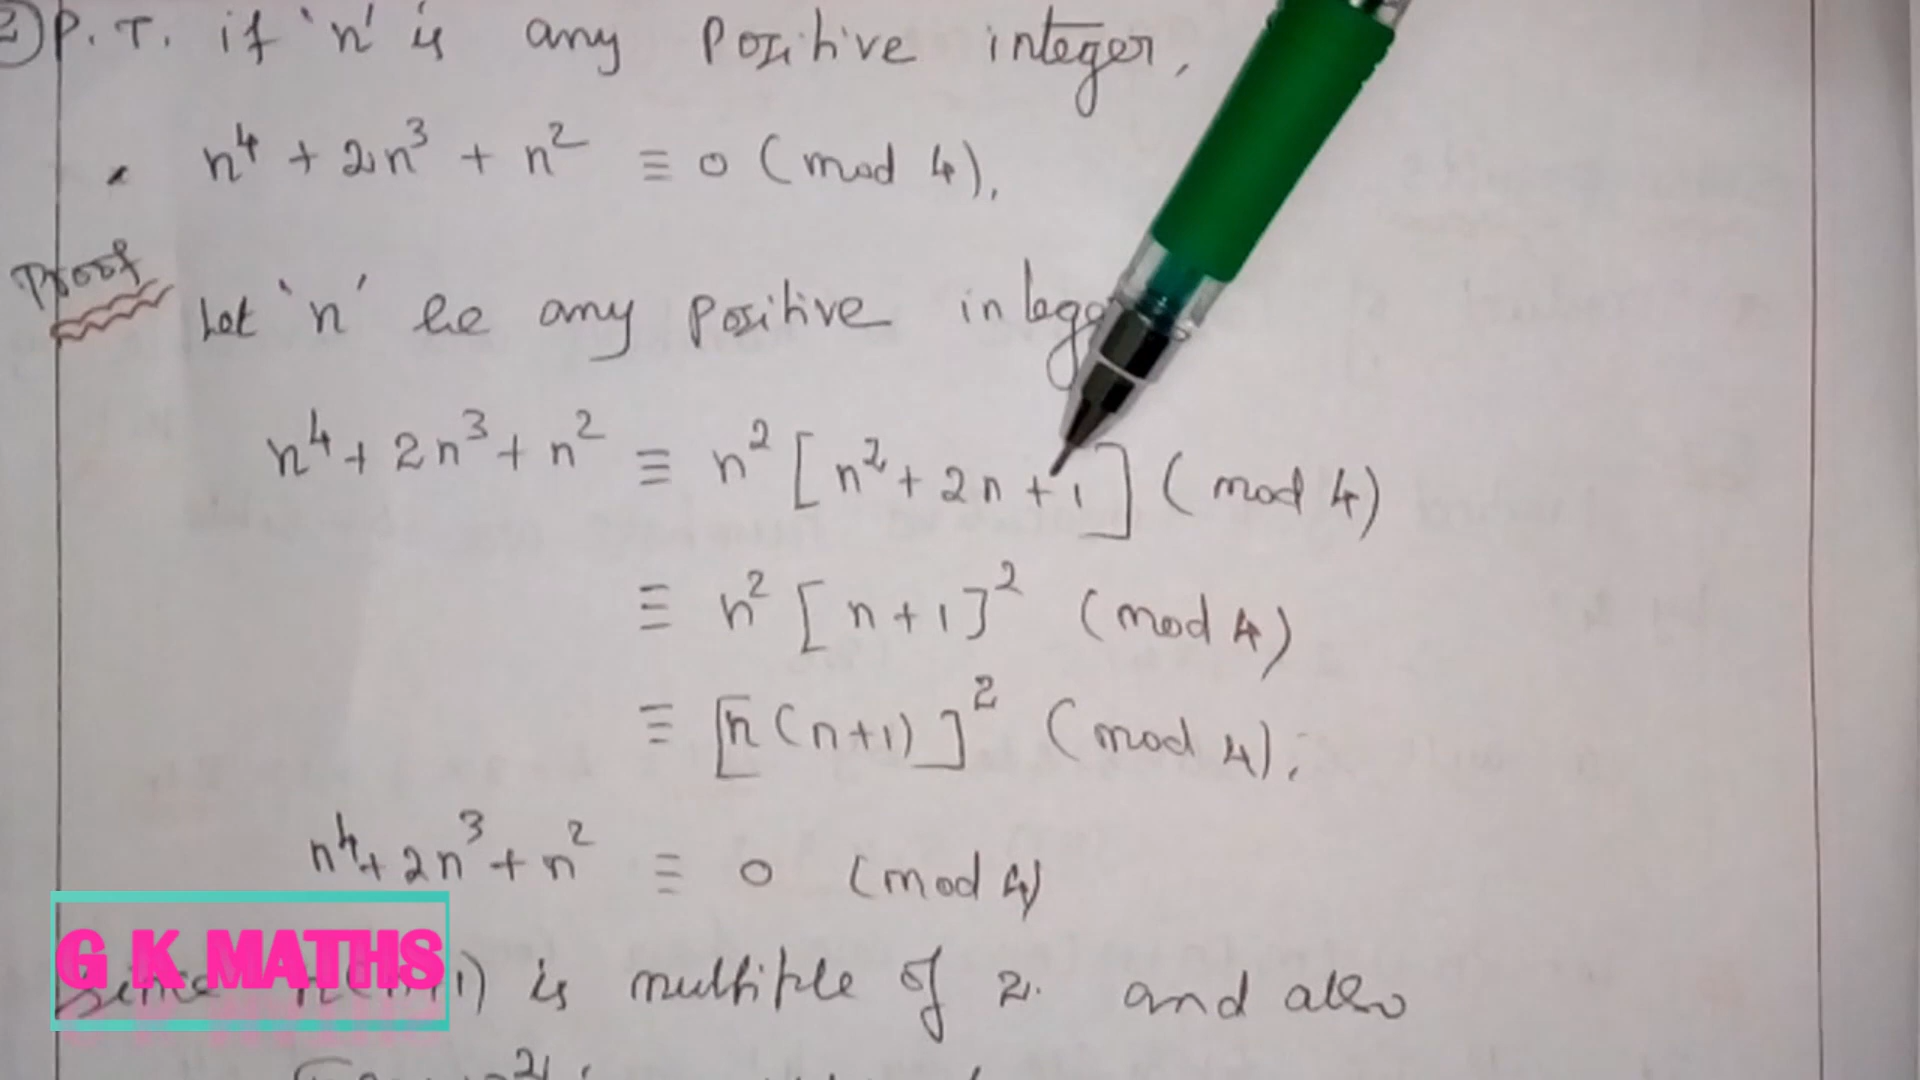 2) P. T. if 'n' is any positive integer,
n⁴ + 2n³ + n² ≡ 0 (mod 4).
Proof
Let 'n' be any positive
n⁴ + 2n³ + n² ≡ n² [n² + 2n + 1] (mod 4)
≡ n² [n + 1]² (mod 4)
≡ [n (n+1)]² (mod 4).
n⁴ + 2n³ + n² ≡ 0 (mod 4)
G K MATHS
Since n(n+1) is multiple of 2. and also